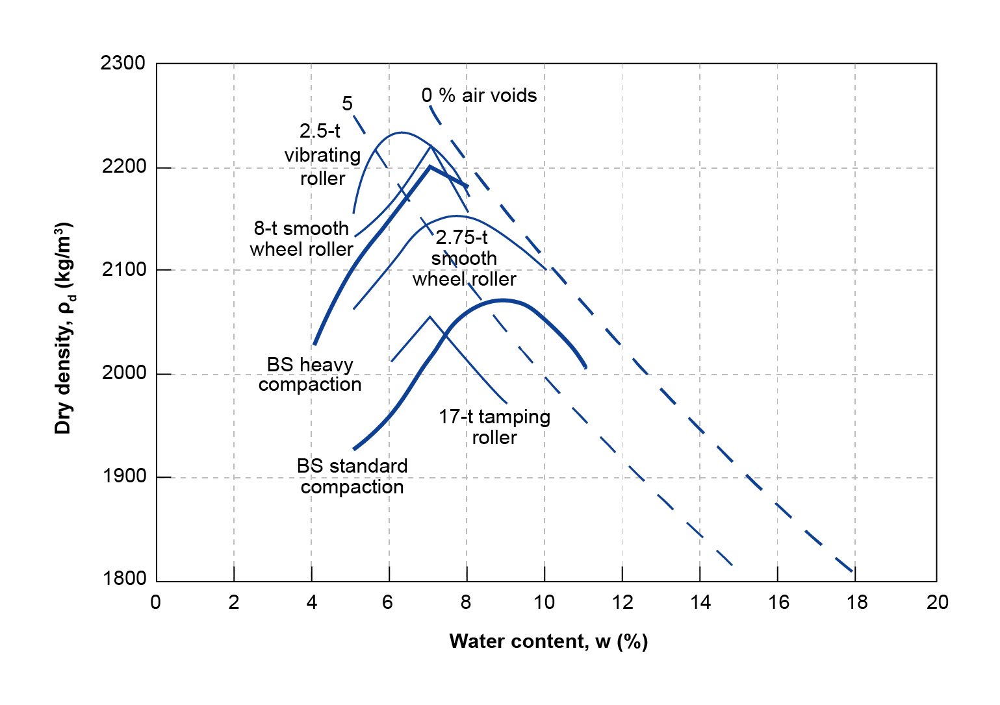 2300
0 % air voids
5
2.5-t
vibrating
roller
2200
8-t smooth
wheel roller
2.75-t
smooth
wheel roller
2100
BS heavy
compaction
2000
17-t tamping
roller
BS standard
compaction
1900
1800
Dry density, ρd (kg/m³)
0 2 4 6 8 10 12 14 16 18 20
Water content, w (%)